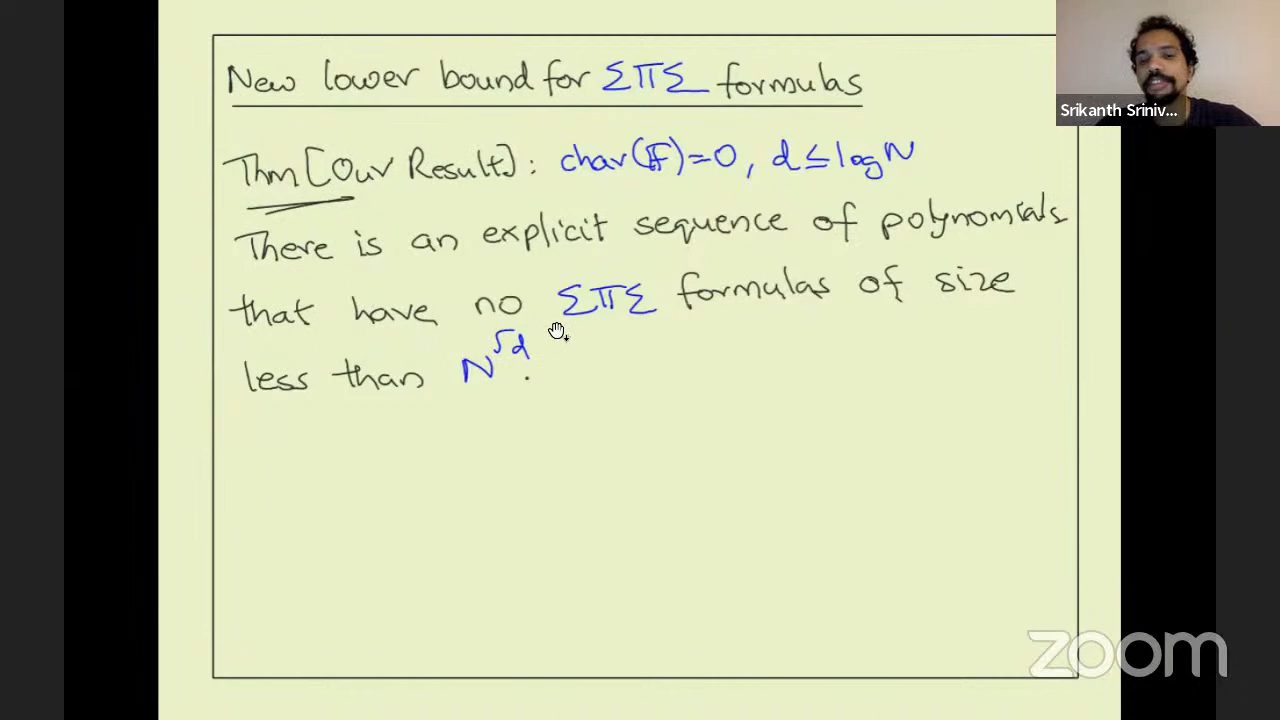 New lower bound for ΣΠΣ formulas
Thm [Our Result]: char(𝔽)=0, d ≤ log N
There is an explicit sequence of polynomials
that have no ΣΠΣ formulas of size
less than N^√d.
Srikanth Sriniv...
zoom